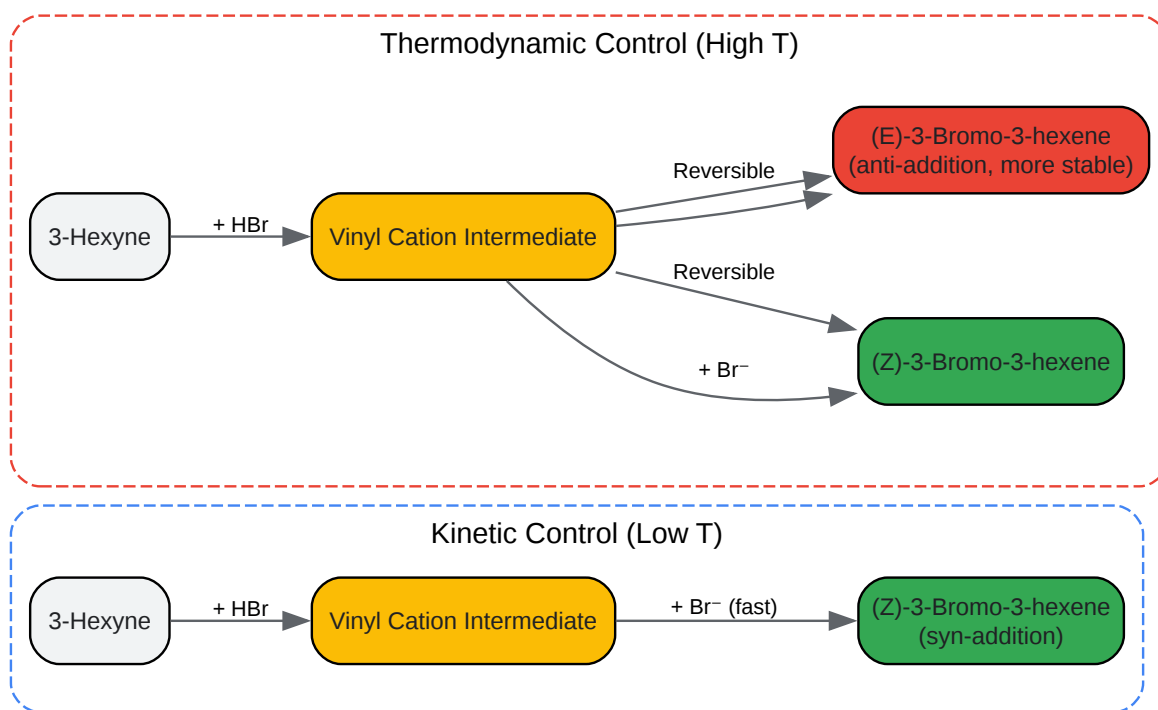 Thermodynamic Control (High T)
(E)-3-Bromo-3-hexene
(anti-addition, more stable)
Reversible
3-Hexyne
+ HBr
Vinyl Cation Intermediate
Reversible
(Z)-3-Bromo-3-hexene
+ Br⁻
Kinetic Control (Low T)
3-Hexyne
+ HBr
Vinyl Cation Intermediate
+ Br⁻ (fast)
(Z)-3-Bromo-3-hexene
(syn-addition)